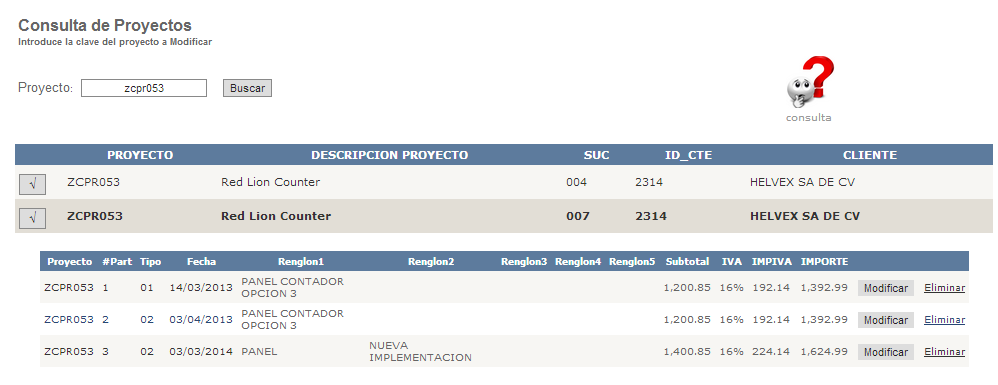 Consulta de Proyectos
Introduce la clave del proyecto a Modificar
Proyecto: zcpr053 Buscar
?
consulta
PROYECTO DESCRIPCION PROYECTO SUC ID_CTE CLIENTE
√ ZCPR053 Red Lion Counter 004 2314 HELVEX SA DE CV
√ ZCPR053 Red Lion Counter 007 2314 HELVEX SA DE CV
Proyecto #Part Tipo Fecha Renglon1 Renglon2 Renglon3 Renglon4 Renglon5 Subtotal IVA IMPIVA IMPORTE
ZCPR053 1 01 14/03/2013 PANEL CONTADOR OPCION 3 1,200.85 16% 192.14 1,392.99 Modificar Eliminar
ZCPR053 2 02 03/04/2013 PANEL CONTADOR OPCION 3 1,200.85 16% 192.14 1,392.99 Modificar Eliminar
ZCPR053 3 02 03/03/2014 PANEL NUEVA IMPLEMENTACION 1,400.85 16% 224.14 1,624.99 Modificar Eliminar